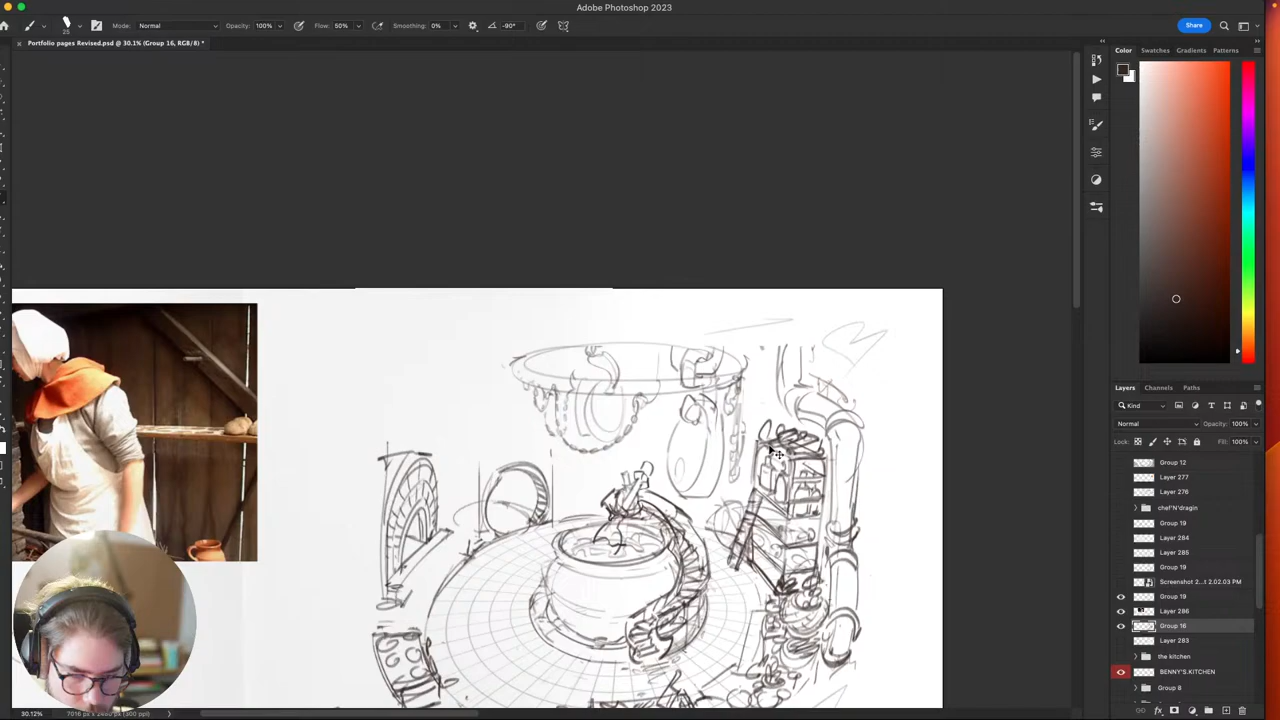 Adobe Photoshop 2023
25
Mode: Normal
Opacity: 100%
Flow: 50%
Smoothing: 0%
-90°
Share
Portfolio pages Revised.psd @ 30.1% (Group 16, RGB/8) *
Color
Swatches
Gradients
Patterns
Layers
Channels
Paths
Kind
Normal
Opacity: 100%
Lock:
Fill: 100%
Group 12
Layer 277
Layer 276
chef'N'dragin
Group 19
Layer 284
Layer 285
Group 19
Screenshot 2...t 2.02.03 PM
Group 19
Layer 286
Group 16
Layer 283
the kitchen
BENNY'S.KITCHEN
Group 8
30.12%